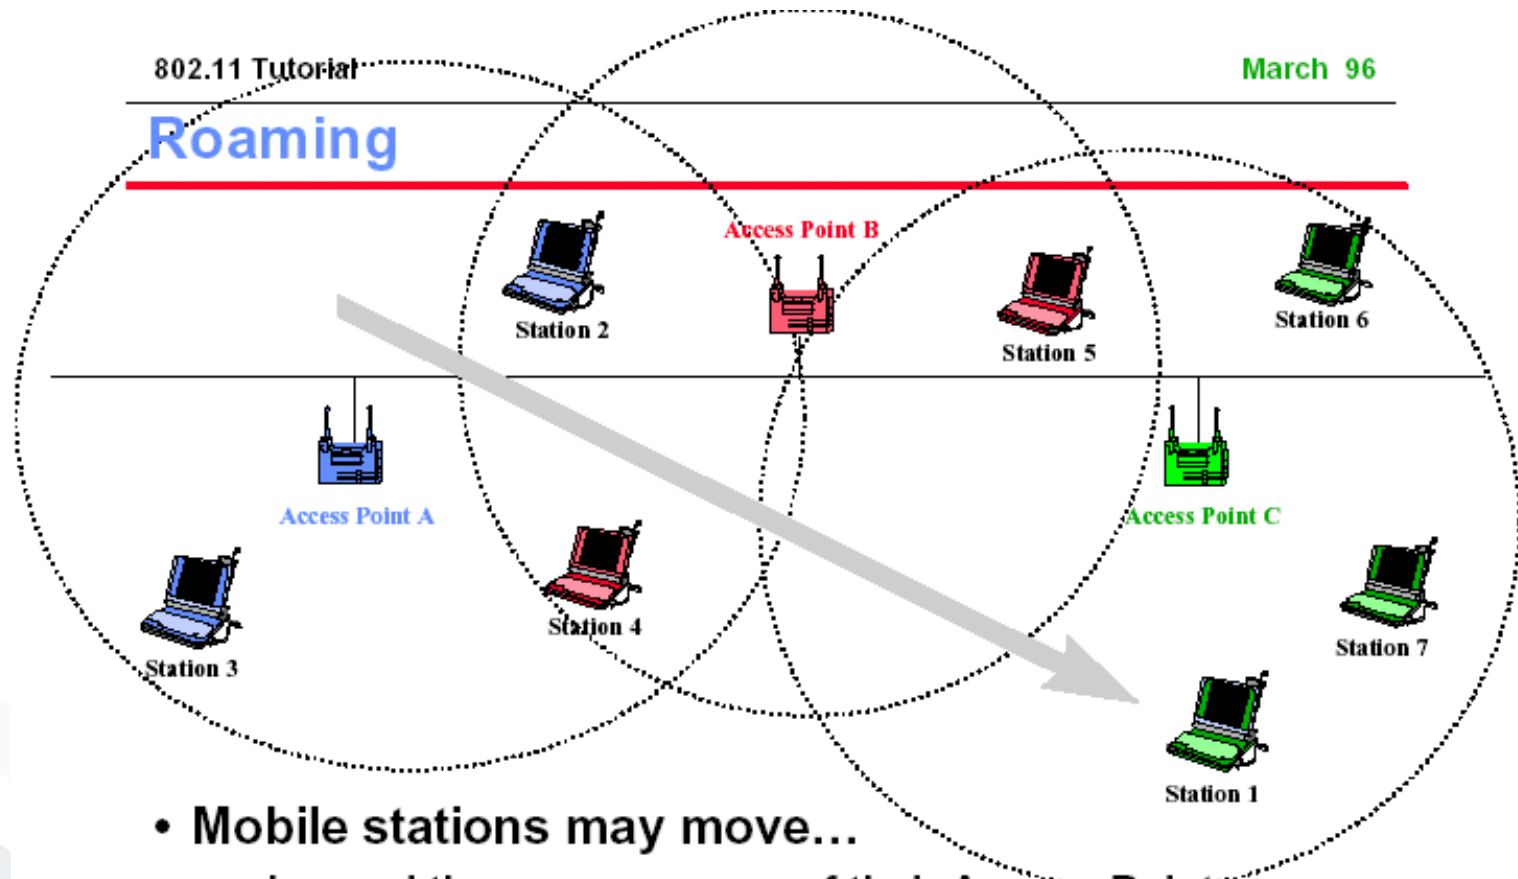 802.11 Tutorial
March 96
Roaming
Access Point B
Station 2
Station 5
Station 6
Access Point A
Access Point C
Station 3
Station 4
Station 7
Station 1
• Mobile stations may move...